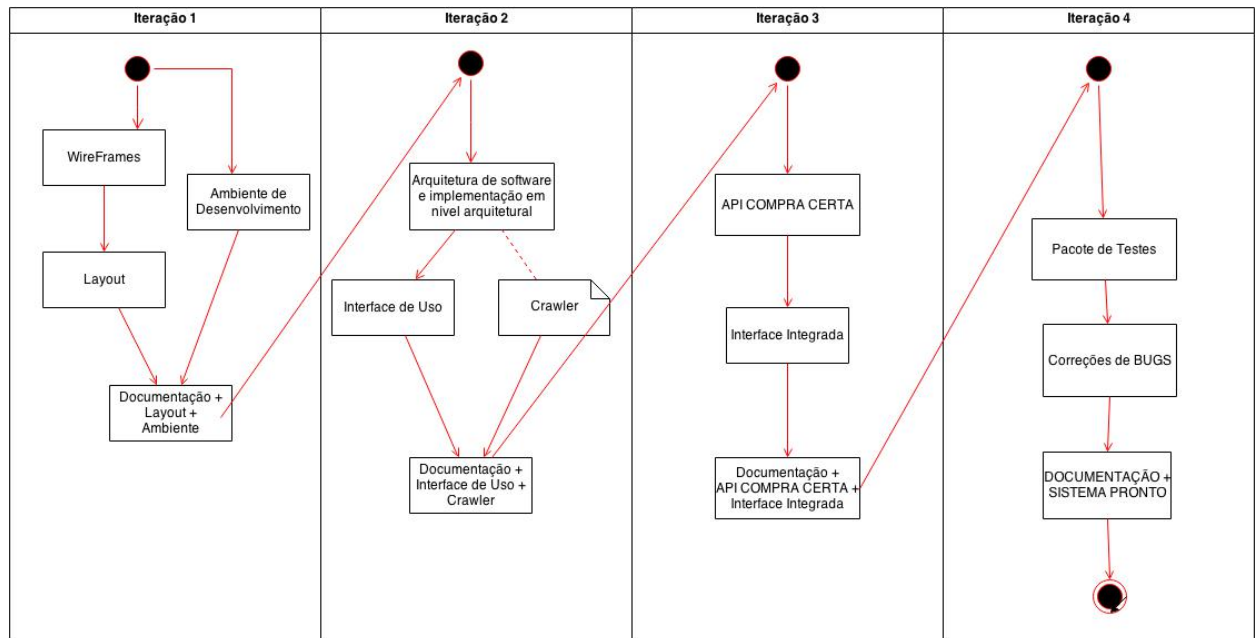 Iteração 1
Iteração 2
Iteração 3
Iteração 4
WireFrames
Ambiente de
Desenvolvimento
Layout
Documentação +
Layout +
Ambiente
Arquitetura de software
e implementação em
nivel arquitetural
Interface de Uso
Crawler
Documentação +
Interface de Uso +
Crawler
API COMPRA CERTA
Interface Integrada
Documentação +
API COMPRA CERTA +
Interface Integrada
Pacote de Testes
Correções de BUGS
DOCUMENTAÇÃO +
SISTEMA PRONTO